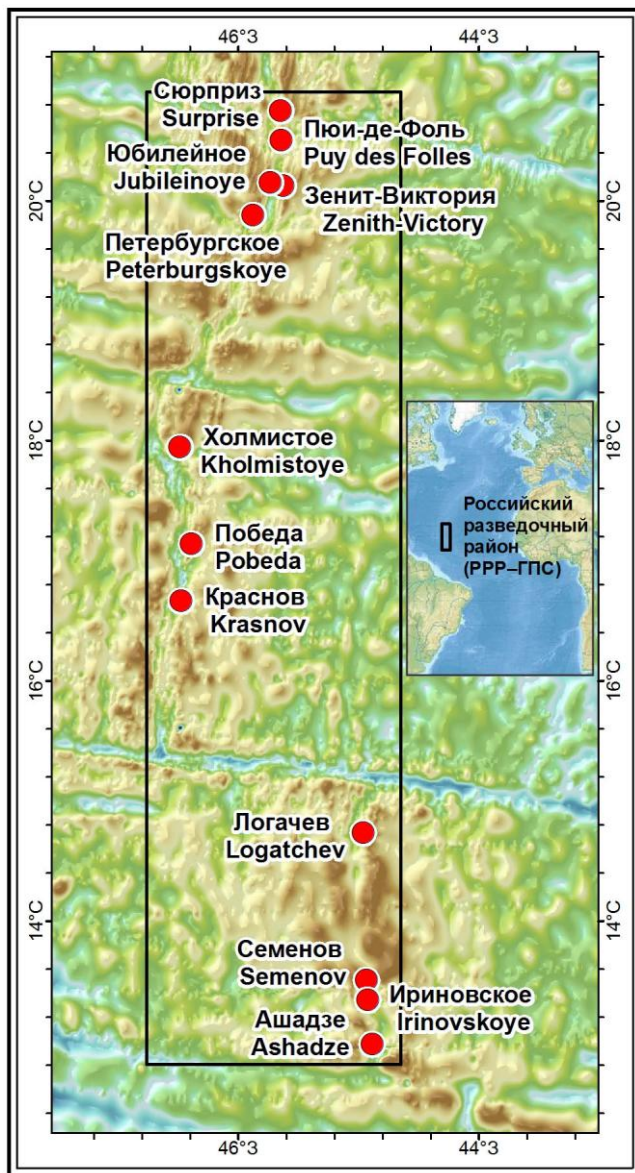 46°З
44°З
Сюрприз
Surprise
Пюи-де-Фоль
Puy des Folles
Юбилейное
Jubileinoye
Зенит-Виктория
Zenith-Victory
20°С
Петербургское
Peterburgskoye
18°С
Холмистое
Kholmistoye
Российский
разведочный
район
(РРР–ГПС)
Победа
Pobeda
Краснов
Krasnov
16°С
Логачев
Logatchev
14°С
Семенов
Semenov
Ириновское
Irinovskoye
Ашадзе
Ashadze
20°С
18°С
16°С
14°С
46°З
44°З